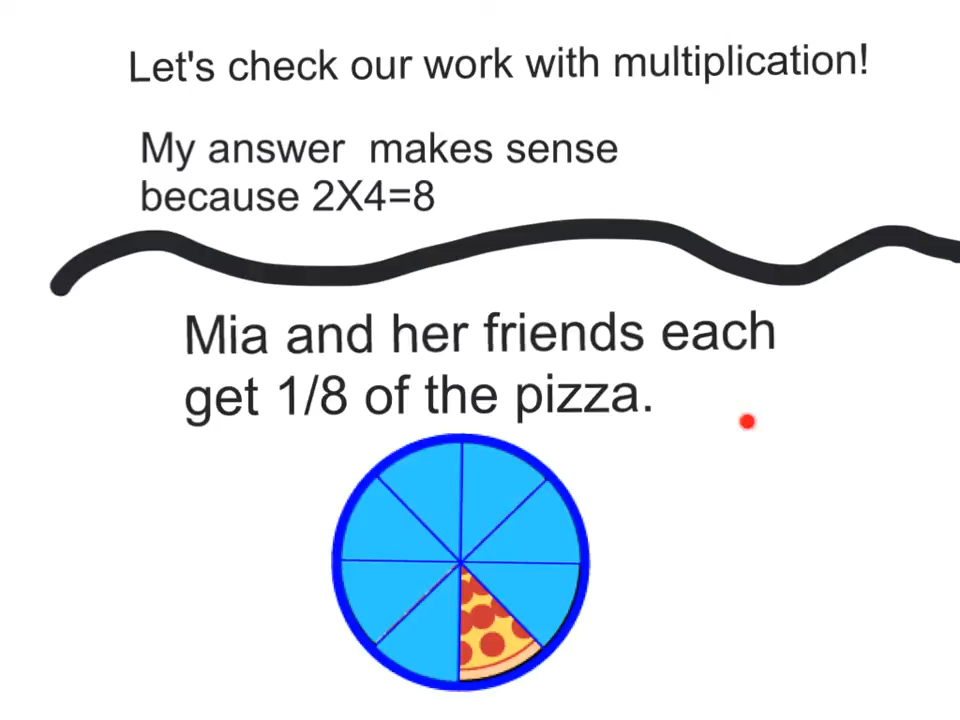 Let's check our work with multiplication!
My answer  makes sense
because 2X4=8
Mia and her friends each
get 1/8 of the pizza.